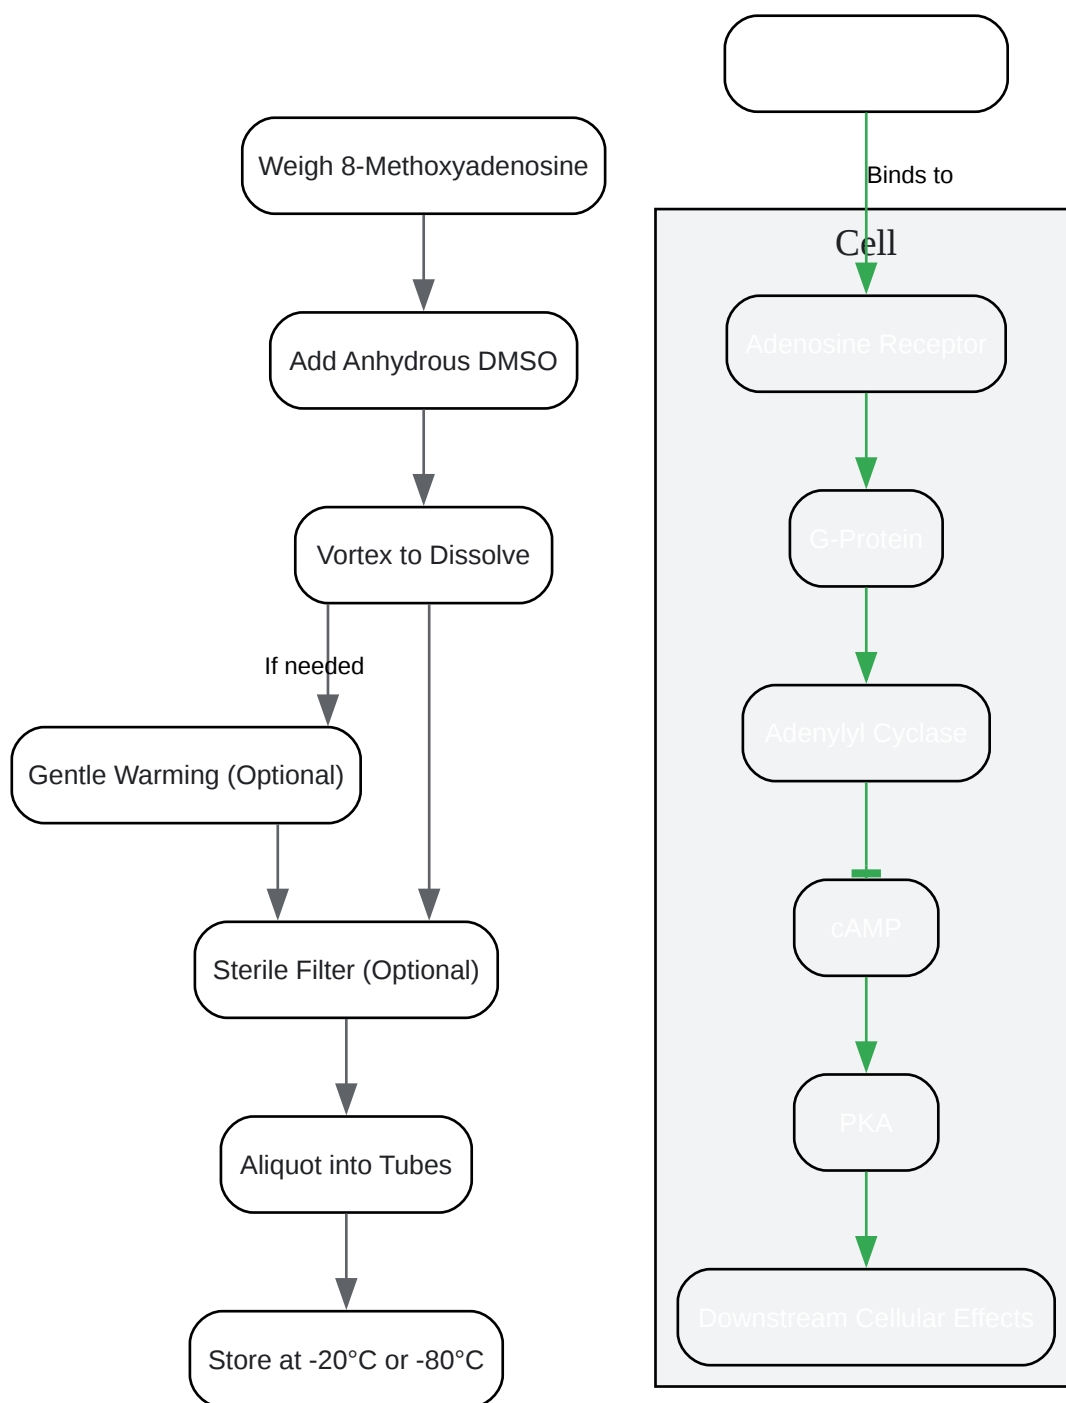 Weigh 8-Methoxyadenosine
Add Anhydrous DMSO
Vortex to Dissolve
If needed
Gentle Warming (Optional)
Sterile Filter (Optional)
Aliquot into Tubes
Store at -20°C or -80°C
Binds to
Cell
Adenosine Receptor
G-Protein
Adenylyl Cyclase
cAMP
PKA
Downstream Cellular Effects